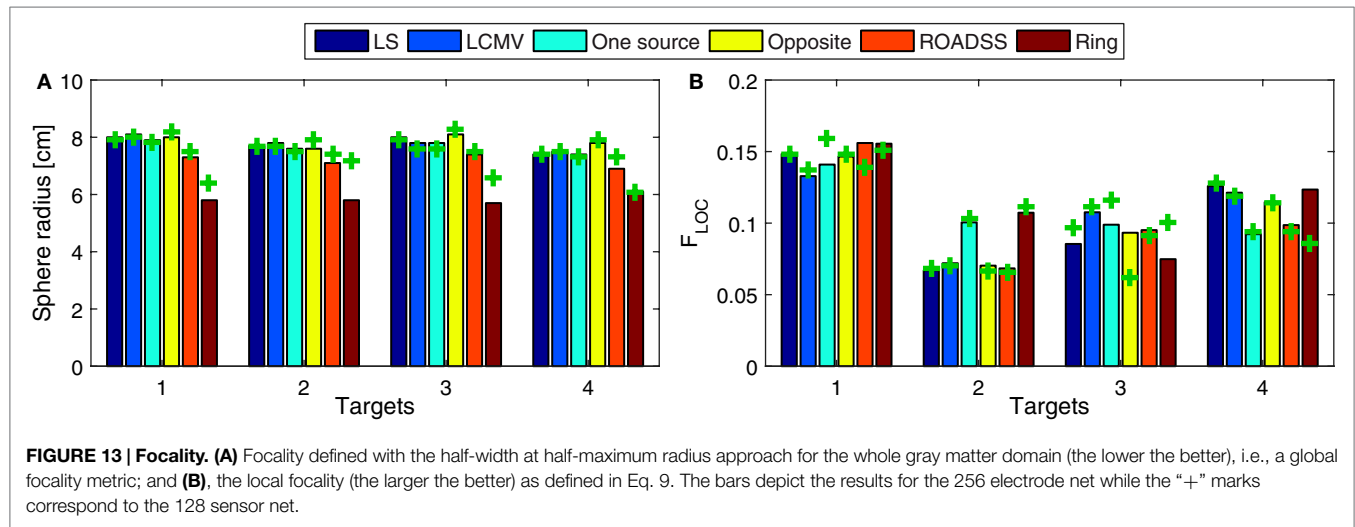 LS LCMV One source Opposite ROADSS Ring
A
10
8
6
4
2
0
Sphere radius [cm]
1 2 3 4
Targets
B
0.2
0.15
0.1
0.05
0
F_LOC
1 2 3 4
Targets
FIGURE 13 | Focality. (A) Focality defined with the half-width at half-maximum radius approach for the whole gray matter domain (the lower the better), i.e., a global
focality metric; and (B), the local focality (the larger the better) as defined in Eq. 9. The bars depict the results for the 256 electrode net while the “+” marks
correspond to the 128 sensor net.